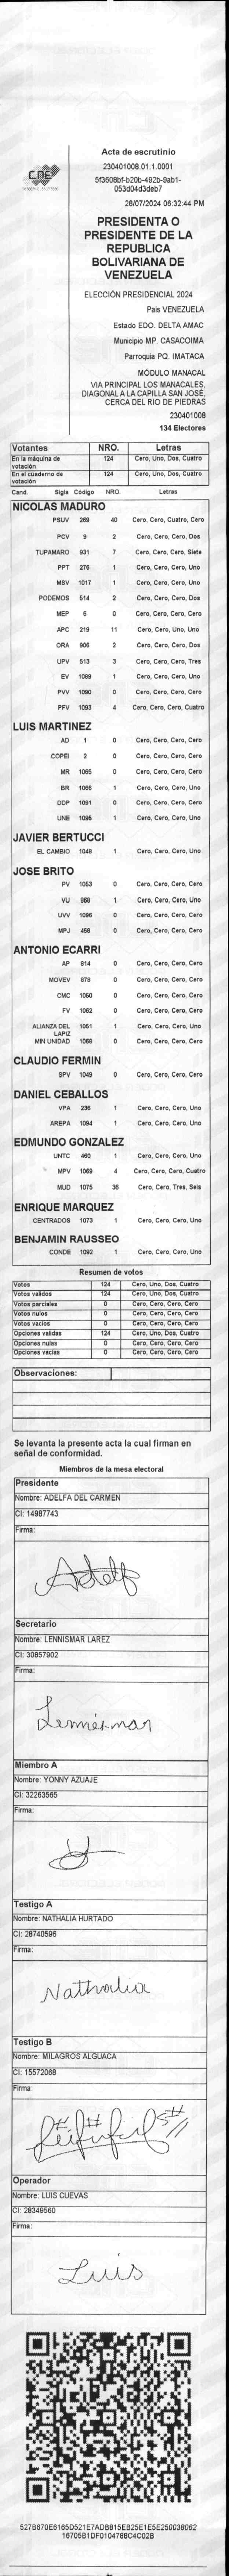 CNE
Acta de escrutinio
230401008.01.1.0001
5f3608bf-b20b-492b-9ab1-
053d04d3deb7
28/07/2024 06:32:44 PM
PRESIDENTA O
PRESIDENTE DE LA
REPUBLICA
BOLIVARIANA DE
VENEZUELA
ELECCIÓN PRESIDENCIAL 2024
Pais VENEZUELA
Estado EDO. DELTA AMAC
Municipio MP. CASACOIMA
Parroquia PQ. IMATACA
MÓDULO MANACAL
VIA PRINCIPAL LOS MANACALES,
DIAGONAL A LA CAPILLA SAN JOSÉ,
CERCA DEL RIO DE PIEDRAS
230401008
134 Electores
Votantes NRO. Letras
En la máquina de votación 124 Cero, Uno, Dos, Cuatro
En el cuaderno de votación 124 Cero, Uno, Dos, Cuatro
Cand. Sigla Código NRO. Letras
NICOLAS MADURO
PSUV 269 40 Cero, Cero, Cuatro, Cero
PCV 9 2 Cero, Cero, Cero, Dos
TUPAMARO 931 7 Cero, Cero, Cero, Siete
PPT 276 1 Cero, Cero, Cero, Uno
MSV 1017 1 Cero, Cero, Cero, Uno
PODEMOS 514 2 Cero, Cero, Cero, Dos
MEP 6 0 Cero, Cero, Cero, Cero
APC 219 11 Cero, Cero, Uno, Uno
ORA 906 2 Cero, Cero, Cero, Dos
UPV 513 3 Cero, Cero, Cero, Tres
EV 1089 1 Cero, Cero, Cero, Uno
PVV 1090 0 Cero, Cero, Cero, Cero
PFV 1093 4 Cero, Cero, Cero, Cuatro
LUIS MARTINEZ
AD 1 0 Cero, Cero, Cero, Cero
COPEI 2 0 Cero, Cero, Cero, Cero
MR 1065 0 Cero, Cero, Cero, Cero
BR 1066 1 Cero, Cero, Cero, Uno
DDP 1091 0 Cero, Cero, Cero, Cero
UNE 1095 1 Cero, Cero, Cero, Uno
JAVIER BERTUCCI
EL CAMBIO 1048 1 Cero, Cero, Cero, Uno
JOSE BRITO
PV 1053 0 Cero, Cero, Cero, Cero
VU 868 1 Cero, Cero, Cero, Uno
UVV 1096 0 Cero, Cero, Cero, Cero
MPJ 458 0 Cero, Cero, Cero, Cero
ANTONIO ECARRI
AP 814 0 Cero, Cero, Cero, Cero
MOVEV 878 0 Cero, Cero, Cero, Cero
CMC 1050 0 Cero, Cero, Cero, Cero
FV 1062 0 Cero, Cero, Cero, Cero
ALIANZA DEL LAPIZ 1051 1 Cero, Cero, Cero, Uno
MIN UNIDAD 1068 0 Cero, Cero, Cero, Cero
CLAUDIO FERMIN
SPV 1049 0 Cero, Cero, Cero, Cero
DANIEL CEBALLOS
VPA 236 1 Cero, Cero, Cero, Uno
AREPA 1094 1 Cero, Cero, Cero, Uno
EDMUNDO GONZALEZ
UNTC 460 1 Cero, Cero, Cero, Uno
MPV 1069 4 Cero, Cero, Cero, Cuatro
MUD 1075 36 Cero, Cero, Tres, Seis
ENRIQUE MARQUEZ
CENTRADOS 1073 1 Cero, Cero, Cero, Uno
BENJAMIN RAUSSEO
CONDE 1092 1 Cero, Cero, Cero, Uno
Resumen de votos
Votos 124 Cero, Uno, Dos, Cuatro
Votos validos 124 Cero, Uno, Dos, Cuatro
Votos parciales 0 Cero, Cero, Cero, Cero
Votos nulos 0 Cero, Cero, Cero, Cero
Votos vacios 0 Cero, Cero, Cero, Cero
Opciones validas 124 Cero, Uno, Dos, Cuatro
Opciones nulas 0 Cero, Cero, Cero, Cero
Opciones vacias 0 Cero, Cero, Cero, Cero
Observaciones:
Se levanta la presente acta la cual firman en
señal de conformidad.
Miembros de la mesa electoral
Presidente
Nombre: ADELFA DEL CARMEN
CI: 14987743
Firma:
Adelf
Secretario
Nombre: LENNISMAR LAREZ
CI: 30857902
Firma:
Lennismar
Miembro A
Nombre: YONNY AZUAJE
CI: 32263565
Firma:
Testigo A
Nombre: NATHALIA HURTADO
CI: 28740596
Firma:
Nathalia
Testigo B
Nombre: MILAGROS ALGUACA
CI: 15572068
Firma:
Operador
Nombre: LUIS CUEVAS
CI: 28349560
Firma:
Luis
527B670E6165D521E7ADB815EB25E1E5E250038062
16705B1DF0104788C4C02B